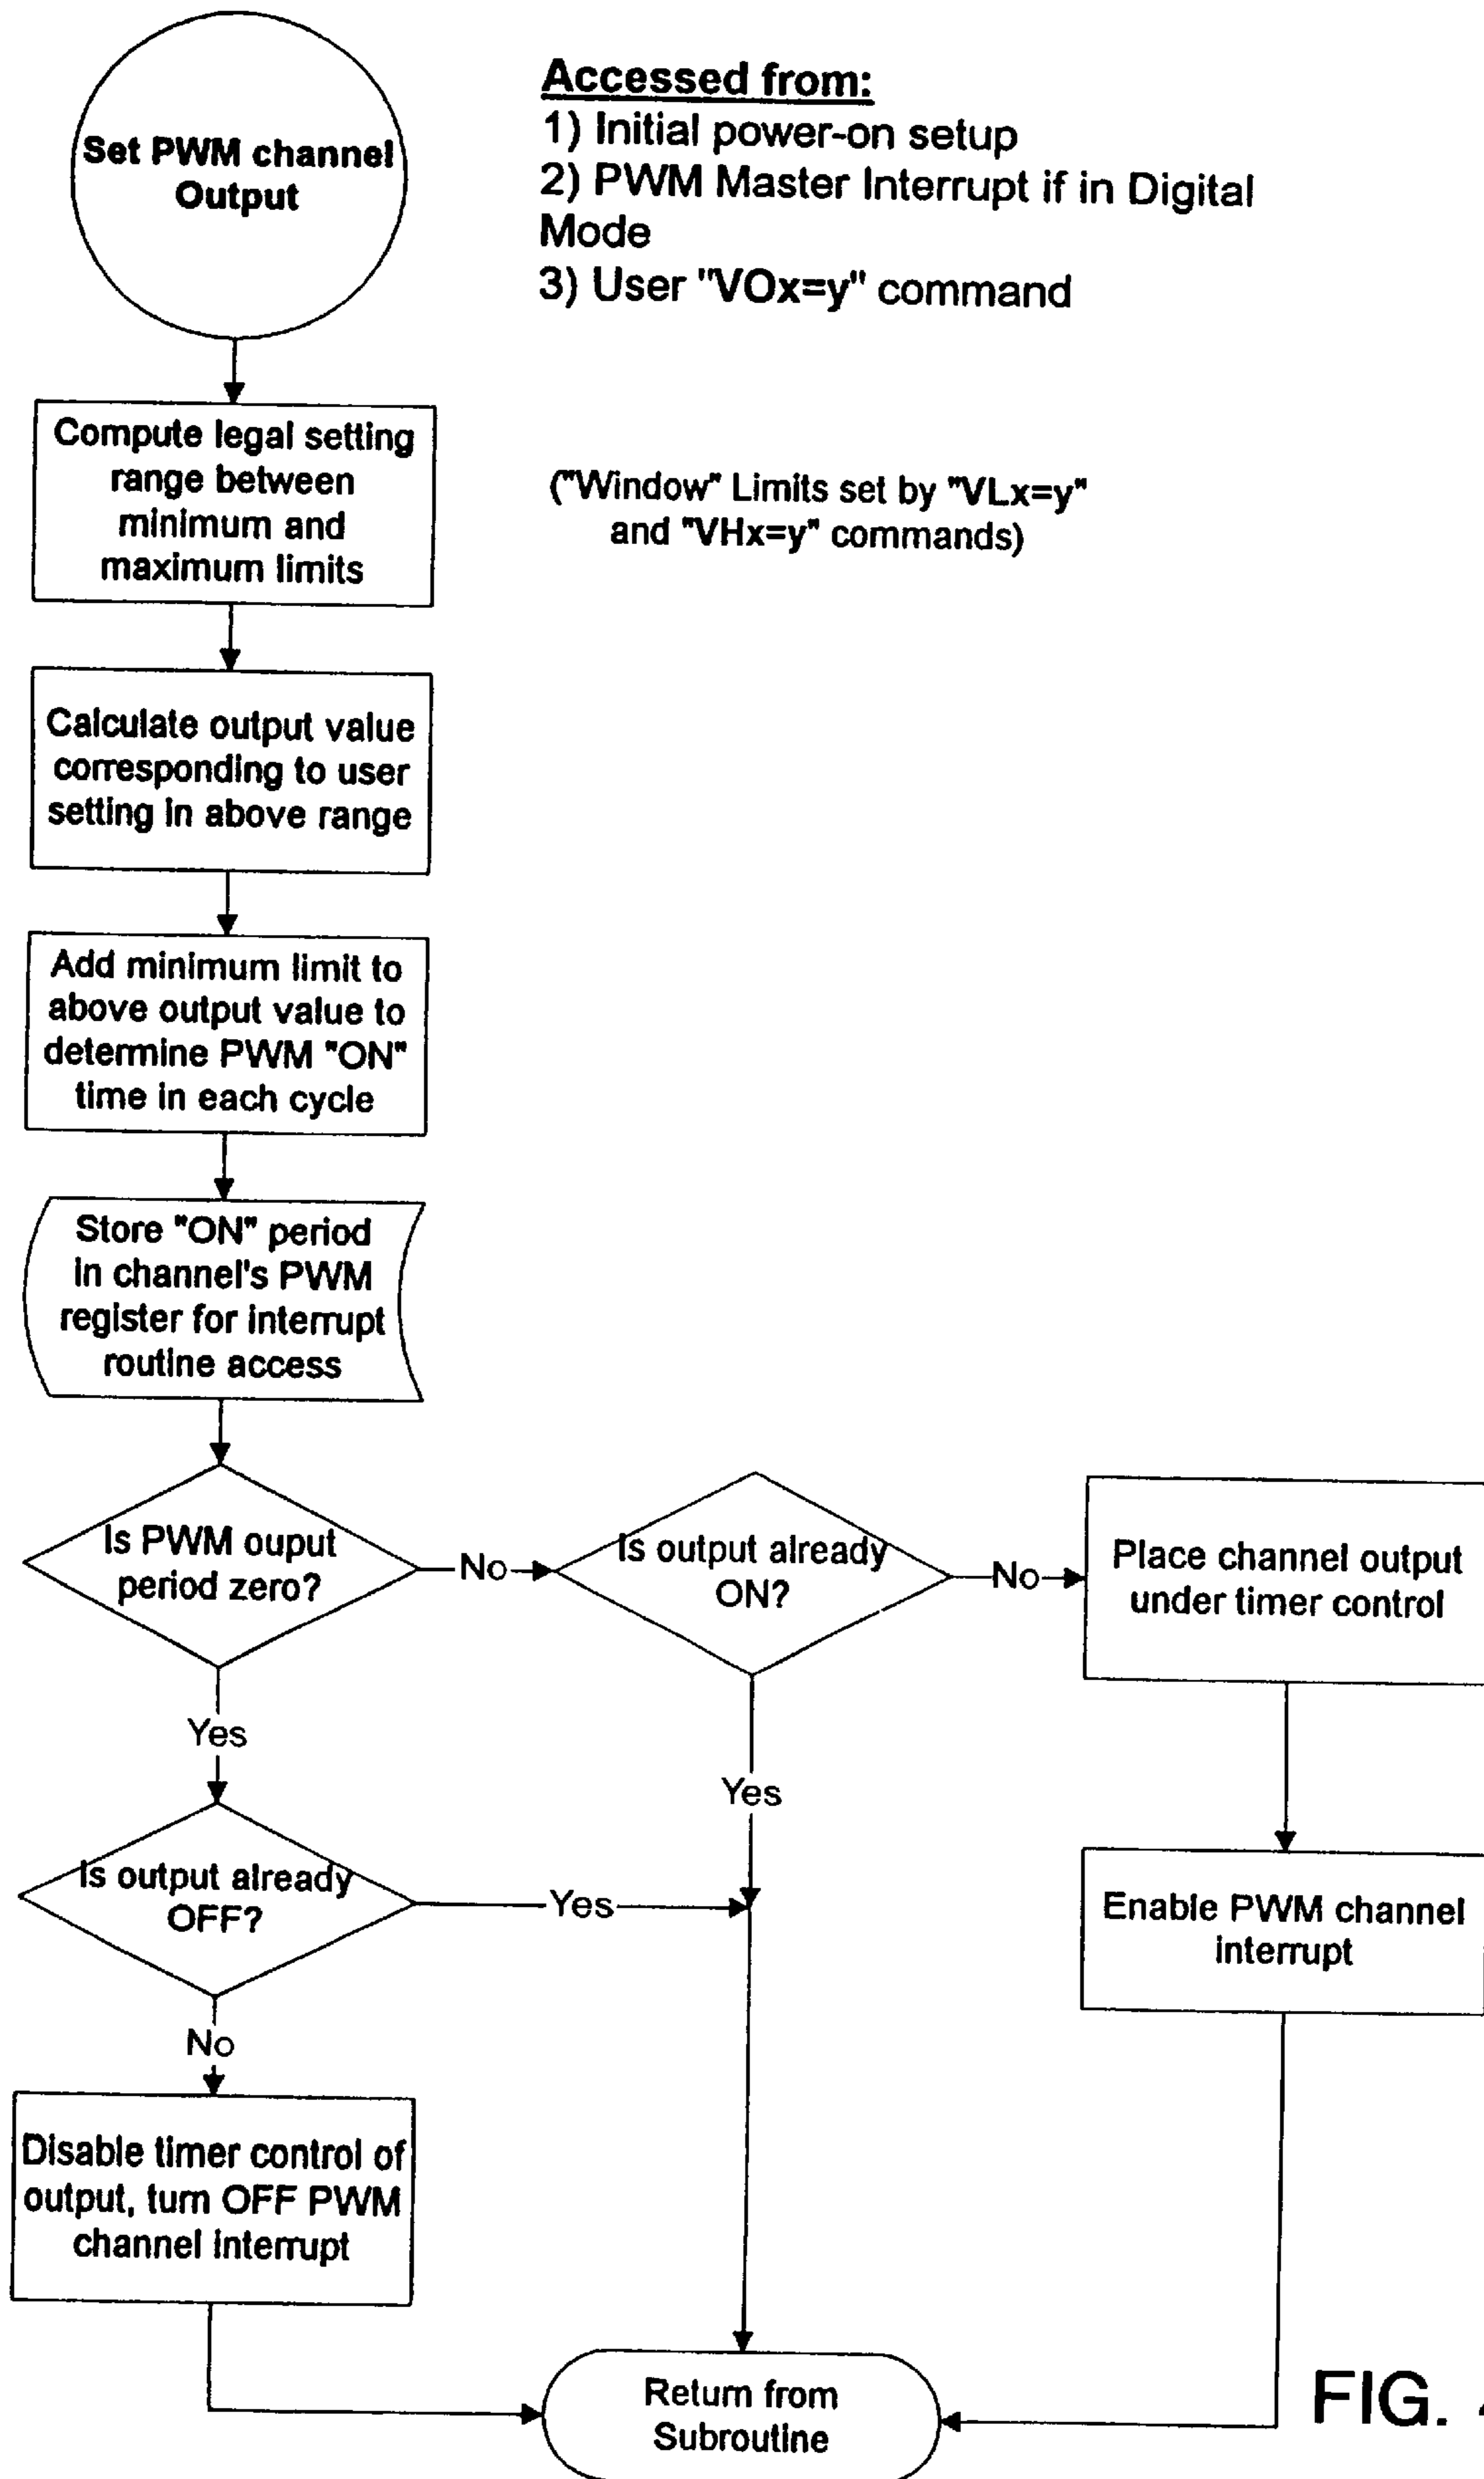 Set PWM channel
Output
Accessed from:
1) Initial power-on setup
2) PWM Master Interrupt if in Digital
Mode
3) User "VOx=y" command
Compute legal setting
range between
minimum and
maximum limits
("Window" Limits set by "VLx=y"
and "VHx=y" commands)
Calculate output value
corresponding to user
setting in above range
Add minimum limit to
above output value to
determine PWM "ON"
time in each cycle
Store "ON" period
in channel's PWM
register for interrupt
routine access
Is PWM ouput
period zero?
No
Is output already
ON?
No
Place channel output
under timer control
Yes
Yes
Is output already
OFF?
Yes
Enable PWM channel
interrupt
No
Disable timer control of
output, turn OFF PWM
channel interrupt
Return from
Subroutine
FIG.